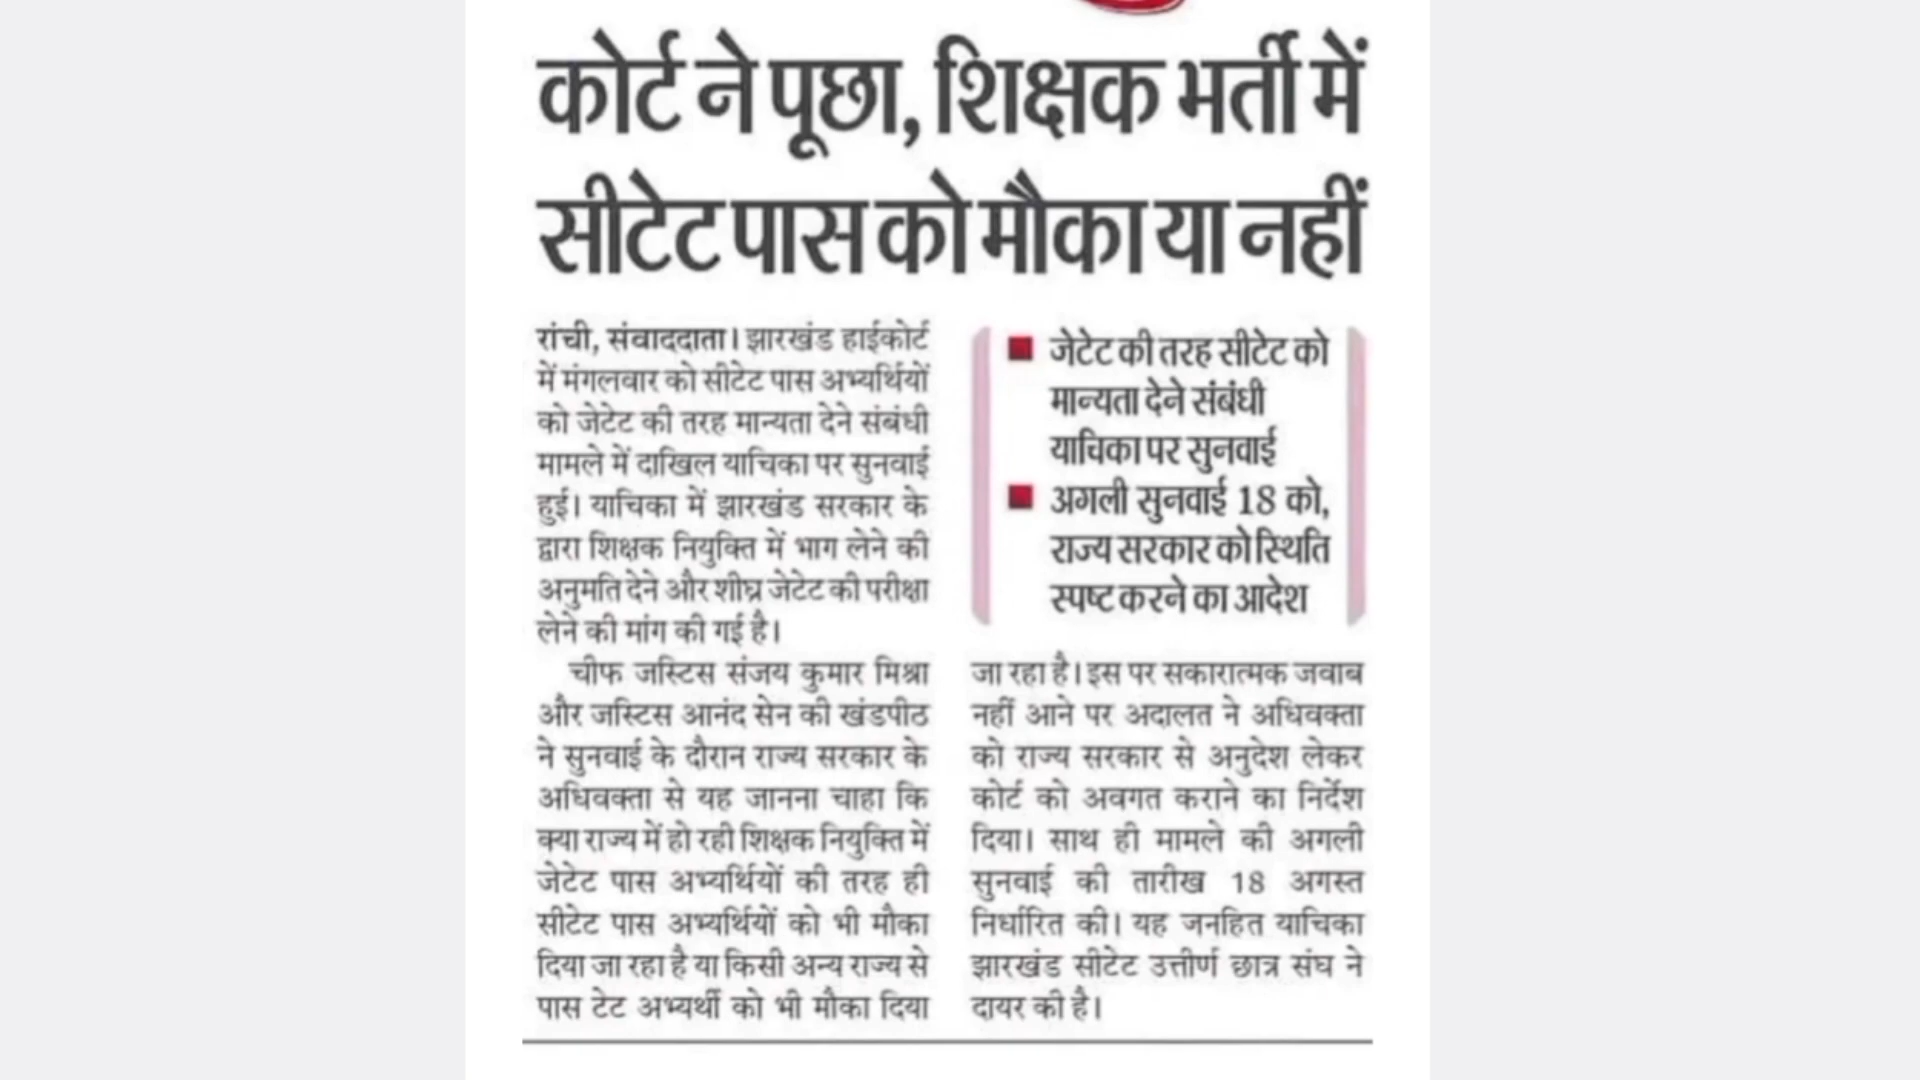 कोर्ट ने पूछा, शिक्षक भर्ती में
सीटेट पास को मौका या नहीं
रांची, संवाददाता। झारखंड हाईकोर्ट
में मंगलवार को सीटेट पास अभ्यर्थियों
को जेटेट की तरह मान्यता देने संबंधी
मामले में दाखिल याचिका पर सुनवाई
हुई। याचिका में झारखंड सरकार के
द्वारा शिक्षक नियुक्ति में भाग लेने की
अनुमति देने और शीघ्र जेटेट की परीक्षा
लेने की मांग की गई है।
चीफ जस्टिस संजय कुमार मिश्रा
और जस्टिस आनंद सेन की खंडपीठ
ने सुनवाई के दौरान राज्य सरकार के
अधिवक्ता से यह जानना चाहा कि
क्या राज्य में हो रही शिक्षक नियुक्ति में
जेटेट पास अभ्यर्थियों की तरह ही
सीटेट पास अभ्यर्थियों को भी मौका
दिया जा रहा है या किसी अन्य राज्य से
पास टेट अभ्यर्थी को भी मौका दिया
जेटेट की तरह सीटेट को
मान्यता देने संबंधी
याचिका पर सुनवाई
अगली सुनवाई 18 को,
राज्य सरकार को स्थिति
स्पष्ट करने का आदेश
जा रहा है। इस पर सकारात्मक जवाब
नहीं आने पर अदालत ने अधिवक्ता
को राज्य सरकार से अनुदेश लेकर
कोर्ट को अवगत कराने का निर्देश
दिया। साथ ही मामले की अगली
सुनवाई की तारीख 18 अगस्त
निर्धारित की। यह जनहित याचिका
झारखंड सीटेट उत्तीर्ण छात्र संघ ने
दायर की है।